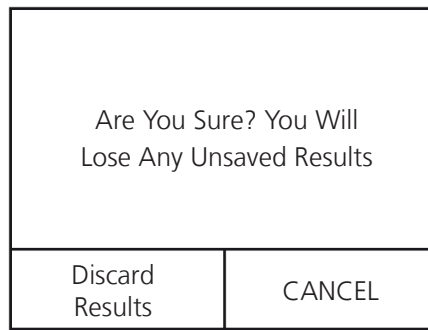 Are You Sure? You Will
Lose Any Unsaved Results
Discard
Results
CANCEL